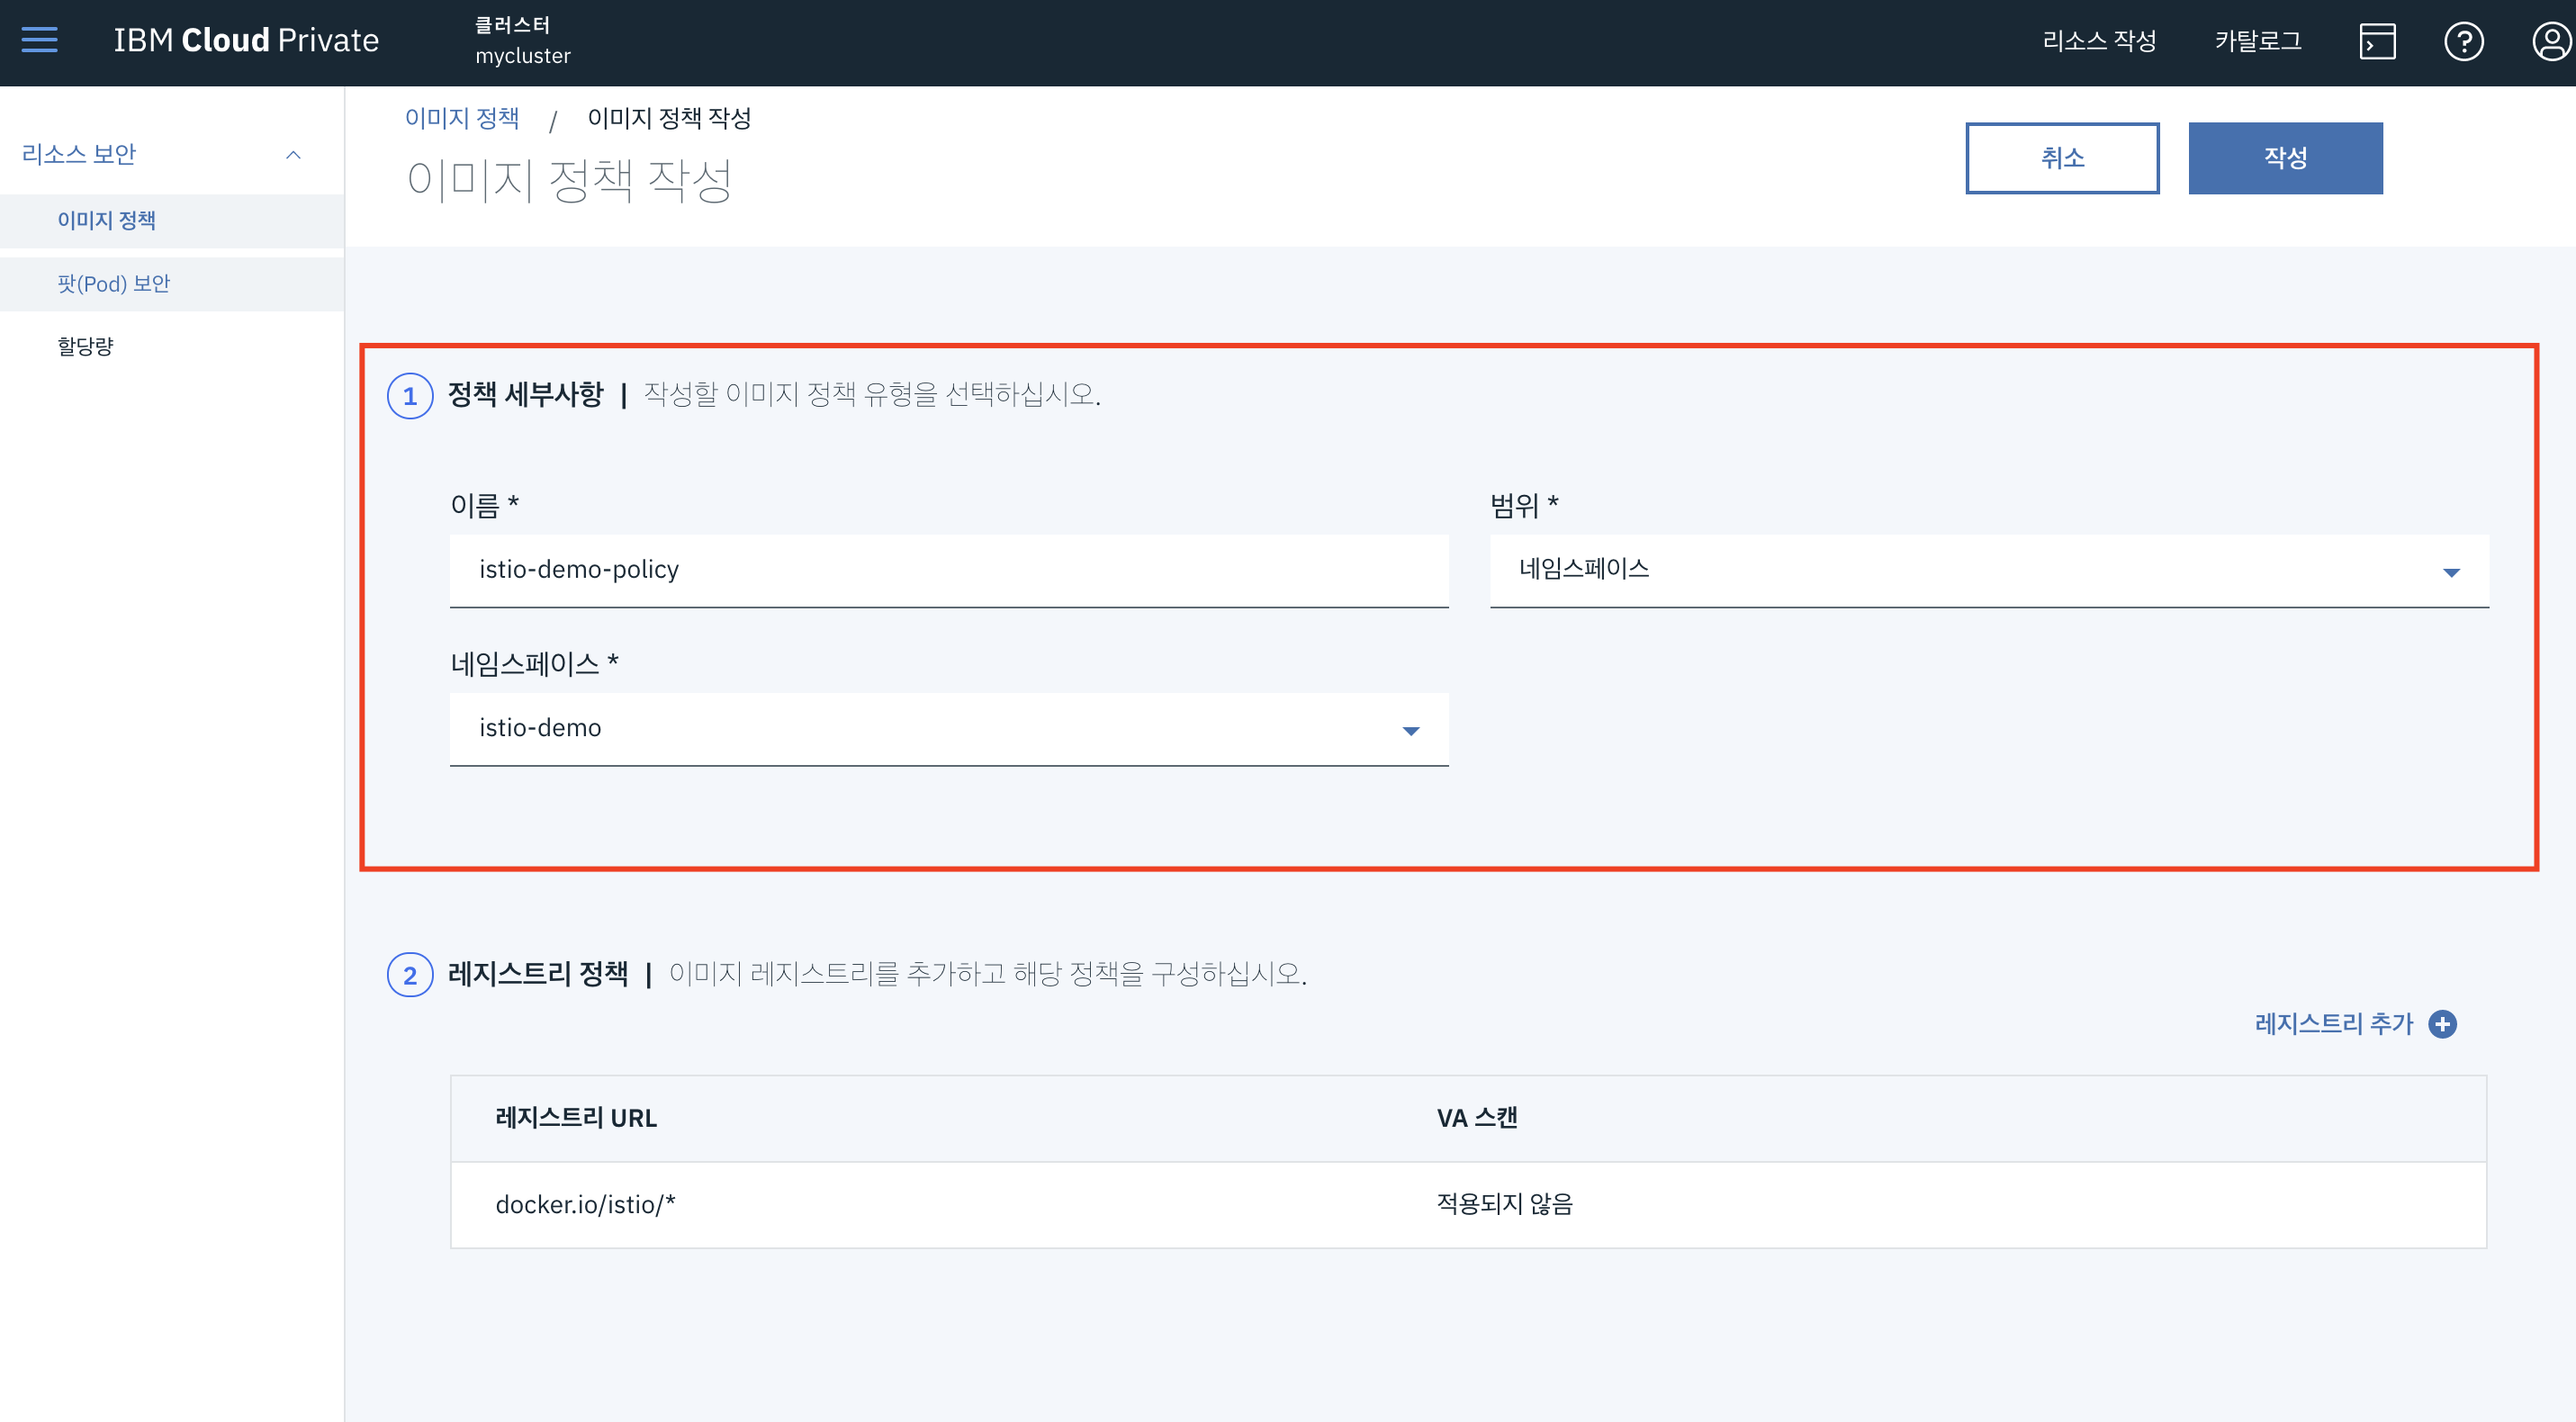 IBM Cloud Private
클러스터
mycluster
리소스 작성
카탈로그
리소스 보안
이미지 정책
팟(Pod) 보안
할당량
이미지 정책 / 이미지 정책 작성
이미지 정책 작성
취소
작성
1 정책 세부사항 | 작성할 이미지 정책 유형을 선택하십시오.
이름 *
istio-demo-policy
범위 *
네임스페이스
네임스페이스 *
istio-demo
2 레지스트리 정책 | 이미지 레지스트리를 추가하고 해당 정책을 구성하십시오.
레지스트리 추가
레지스트리 URL
VA 스캔
docker.io/istio/*
적용되지 않음